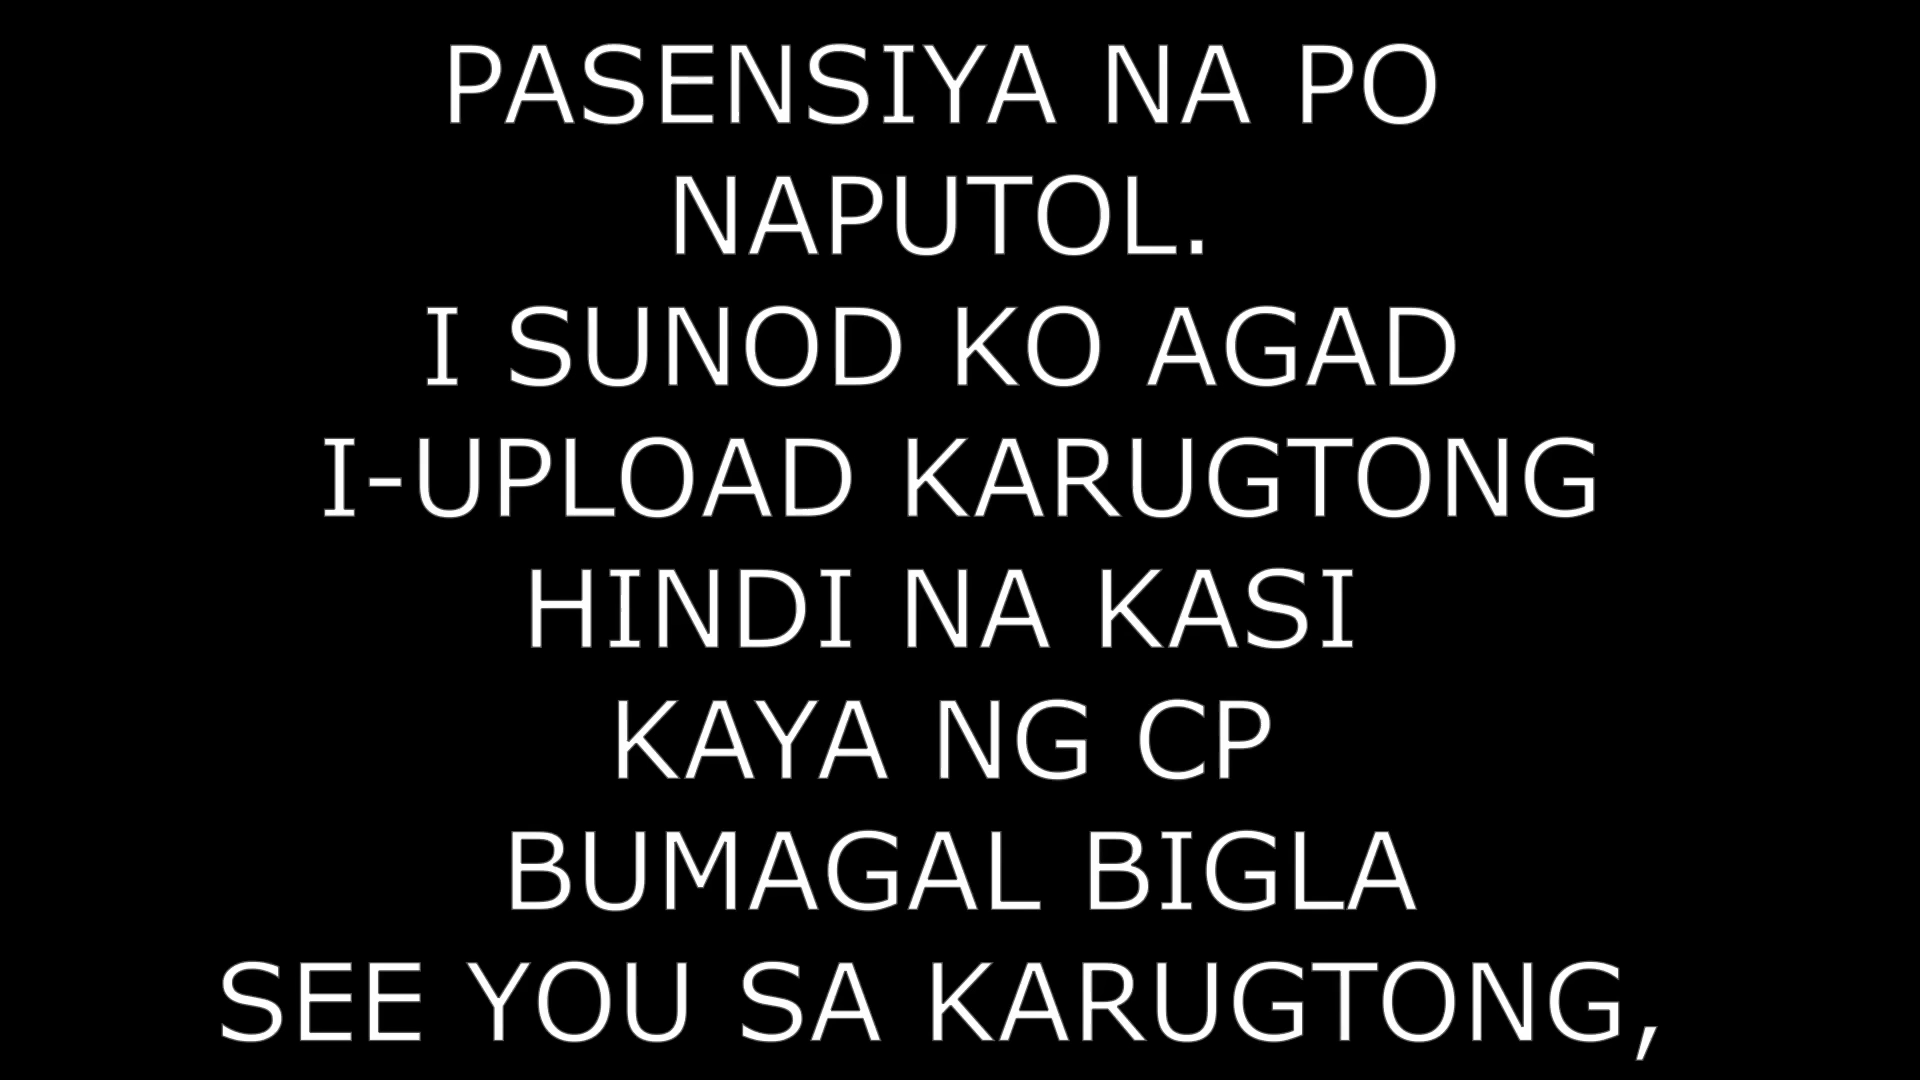 PASENSIYA NA PO
NAPUTOL.
I SUNOD KO AGAD
I-UPLOAD KARUGTONG
HINDI NA KASI
KAYA NG CP
BUMAGAL BIGLA
SEE YOU SA KARUGTONG,